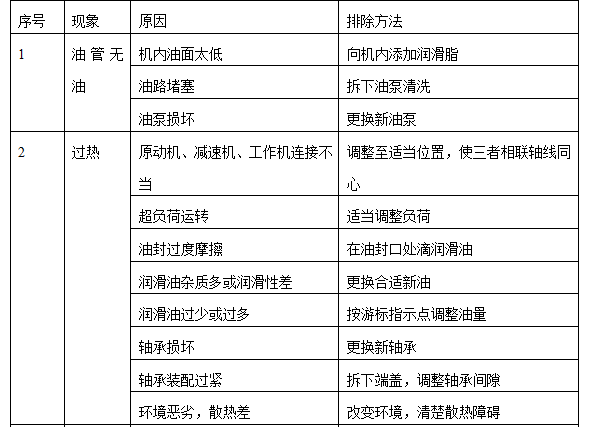 序号 现象 原因 排除方法
1 油管无油 机内油面太低 向机内添加润滑脂
油路堵塞 拆下油泵清洗
油泵损坏 更换新油泵
2 过热 原动机、减速机、工作机连接不当 调整至适当位置，使三者相联轴线同心
超负荷运转 适当调整负荷
油封过度摩擦 在油封口处滴润滑油
润滑油杂质多或润滑性差 更换合适新油
润滑油过少或过多 按游标指示点调整油量
轴承损坏 更换新轴承
轴承装配过紧 拆下端盖，调整轴承间隙
环境恶劣，散热差 改变环境，清楚散热障碍